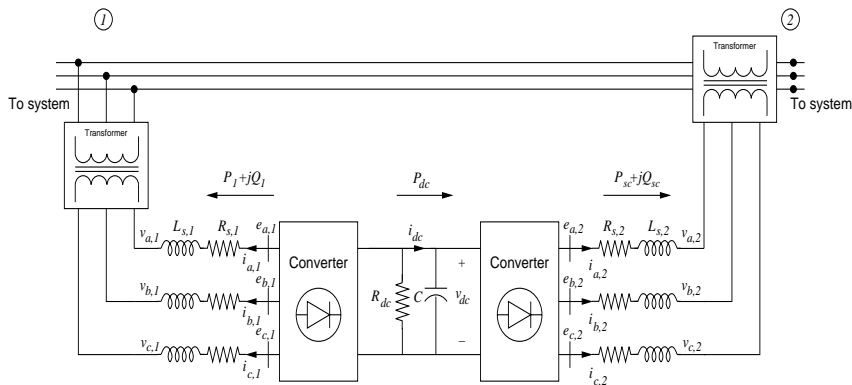 1
2
Transformer
To system
To system
Transformer
P1+jQ1
Pdc
Psc+jQsc
Ls,1
Rs,1
ea,1
va,1
ia,1
idc
ea,2
Rs,2
Ls,2
va,2
ia,2
Converter
Converter
eb,1
vb,1
ib,1
Rdc
C
+
vdc
−
eb,2
vb,2
ib,2
ec,1
vc,1
ic,1
ec,2
vc,2
ic,2